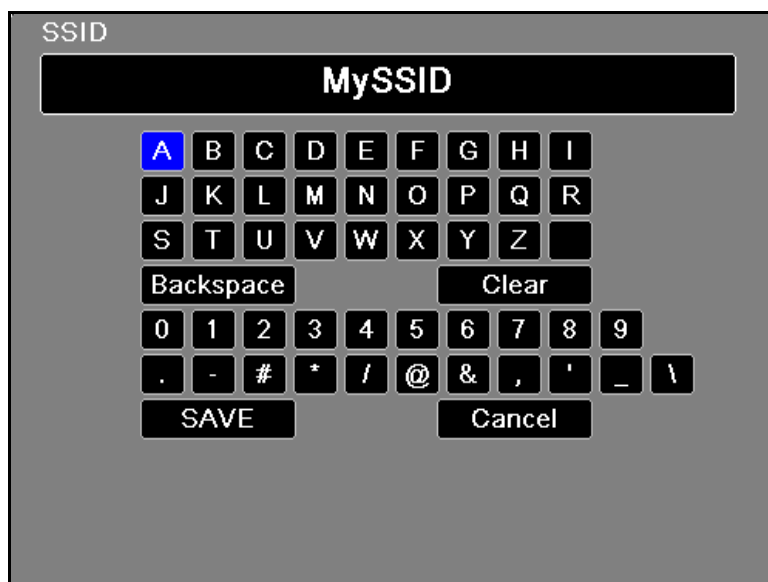 SSID
MySSID
A B C D E F G H I
J K L M N O P Q R
S T U V W X Y Z
Backspace Clear
0 1 2 3 4 5 6 7 8 9
. - # * / @ & , ' _ \
SAVE Cancel